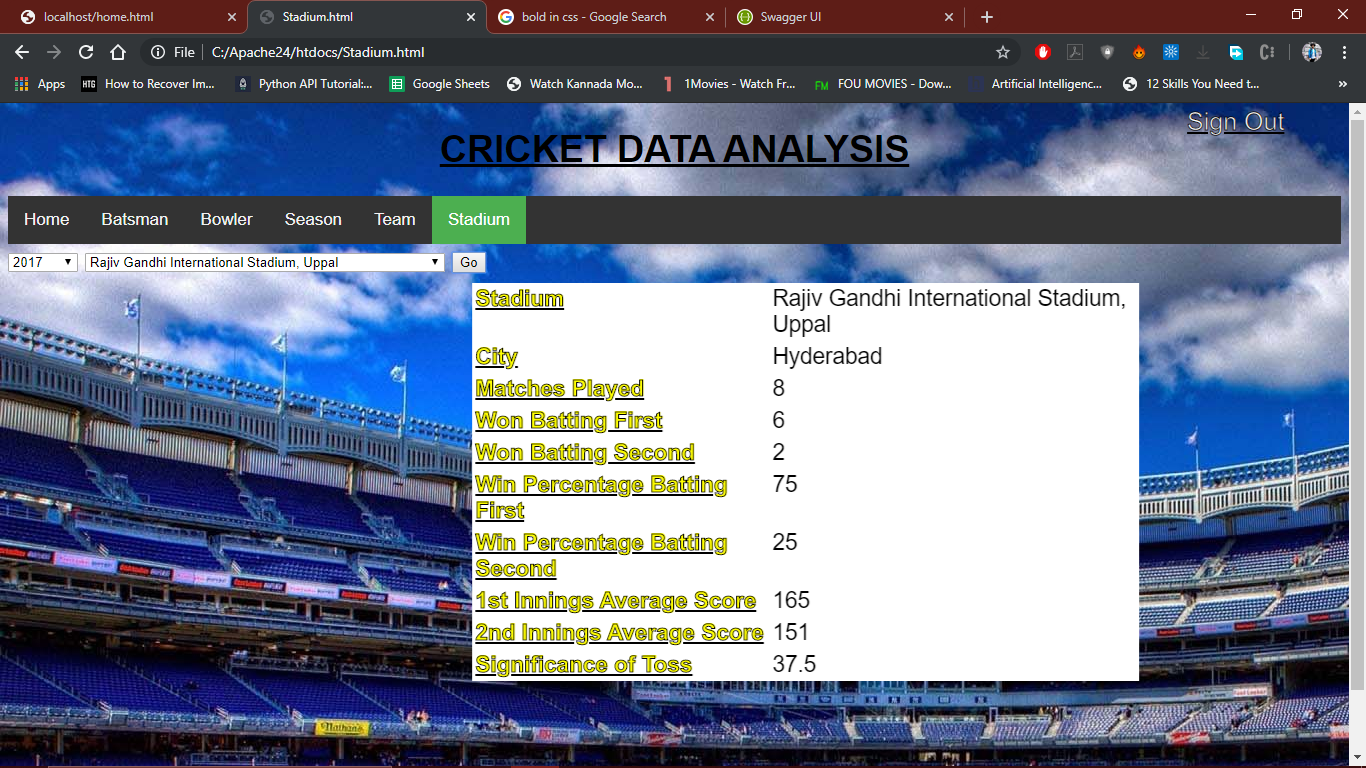 localhost/home.html
Stadium.html
bold in css - Google Search
Swagger UI
File
C:/Apache24/htdocs/Stadium.html
Apps
HTG
How to Recover Im...
Python API Tutorial:...
Google Sheets
Watch Kannada Mo...
1Movies - Watch Fr...
FM
FOU MOVIES - Dow...
Artificial Intelligenc...
12 Skills You Need t...
»
Sign Out
CRICKET DATA ANALYSIS
Home Batsman Bowler Season Team Stadium
2017 Rajiv Gandhi International Stadium, Uppal Go
Stadium Rajiv Gandhi International Stadium,
Uppal
City Hyderabad
Matches Played 8
Won Batting First 6
Won Batting Second 2
Win Percentage Batting 75
First
Win Percentage Batting 25
Second
1st Innings Average Score 165
2nd Innings Average Score 151
Significance of Toss 37.5
Nathan's